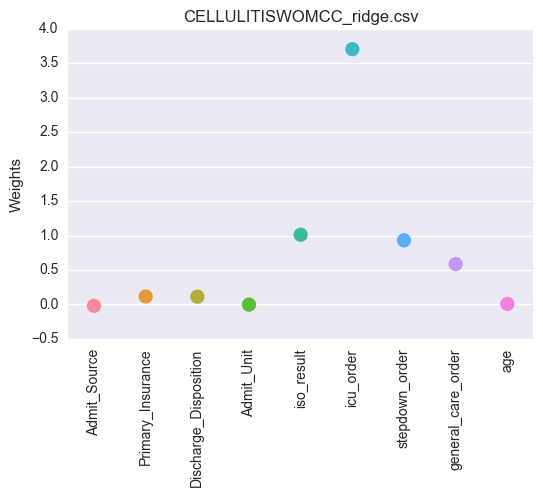 CELLULITISWOMCC_ridge.csv
4.0
3.5
3.0
2.5
2.0
1.5
1.0
0.5
0.0
−0.5
Weights
Admit_Source
Primary_Insurance
Discharge_Disposition
Admit_Unit
iso_result
icu_order
stepdown_order
general_care_order
age